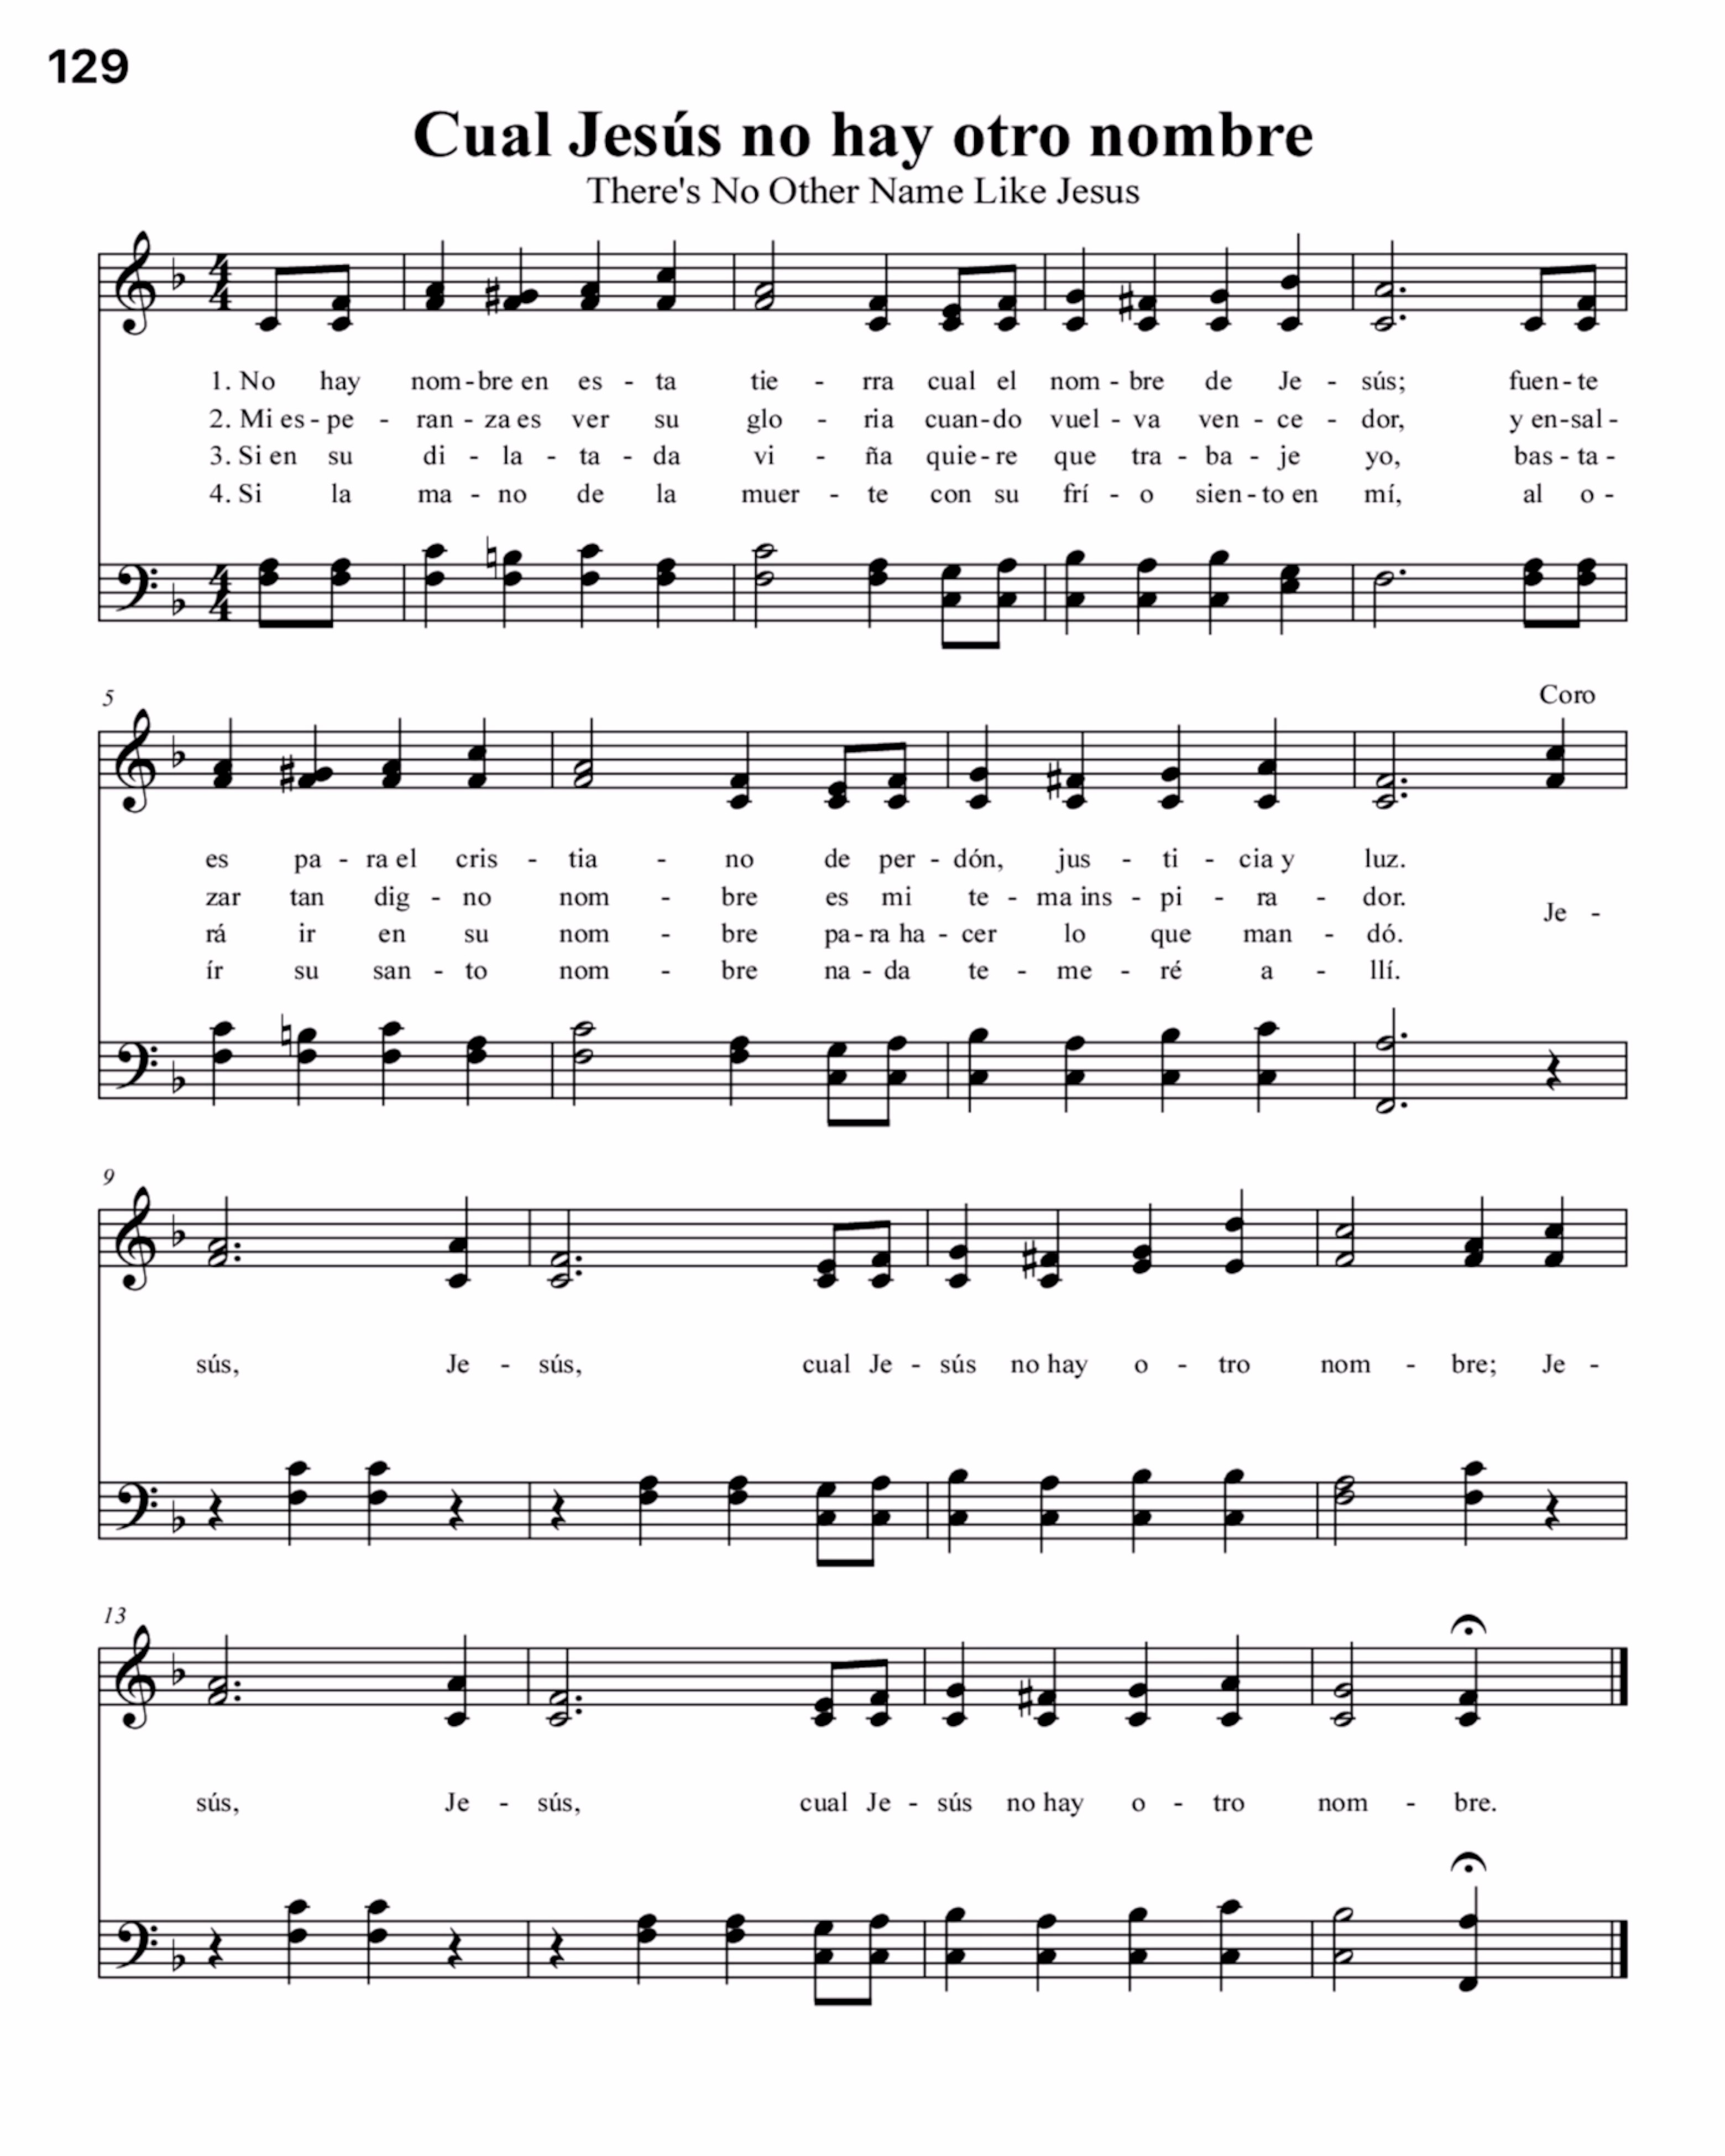 129
Cual Jesús no hay otro nombre
There's No Other Name Like Jesus
1. No hay nom - bre en es - ta tie - rra cual el nom - bre de Je - sús; fuen - te
2. Mi es - pe - ran - za es ver su glo - ria cuan - do vuel - va ven - ce - dor, y en - sal -
3. Si en su di - la - ta - da vi - ña quie - re que tra - ba - je yo, bas - ta -
4. Si la ma - no de la muer - te con su frí - o sien - to en mí, al o -
5
Coro
es pa - ra el cris - tia - no de per - dón, jus - ti - cia y luz.
zar tan dig - no nom - bre es mi te - ma ins - pi - ra - dor.
Je -
rá ir en su nom - bre pa - ra ha - cer lo que man - dó.
ír su san - to nom - bre na - da te - me - ré a - llí.
9
sús, Je - sús, cual Je - sús no hay o - tro nom - bre; Je -
13
sús, Je - sús, cual Je - sús no hay o - tro nom - bre.